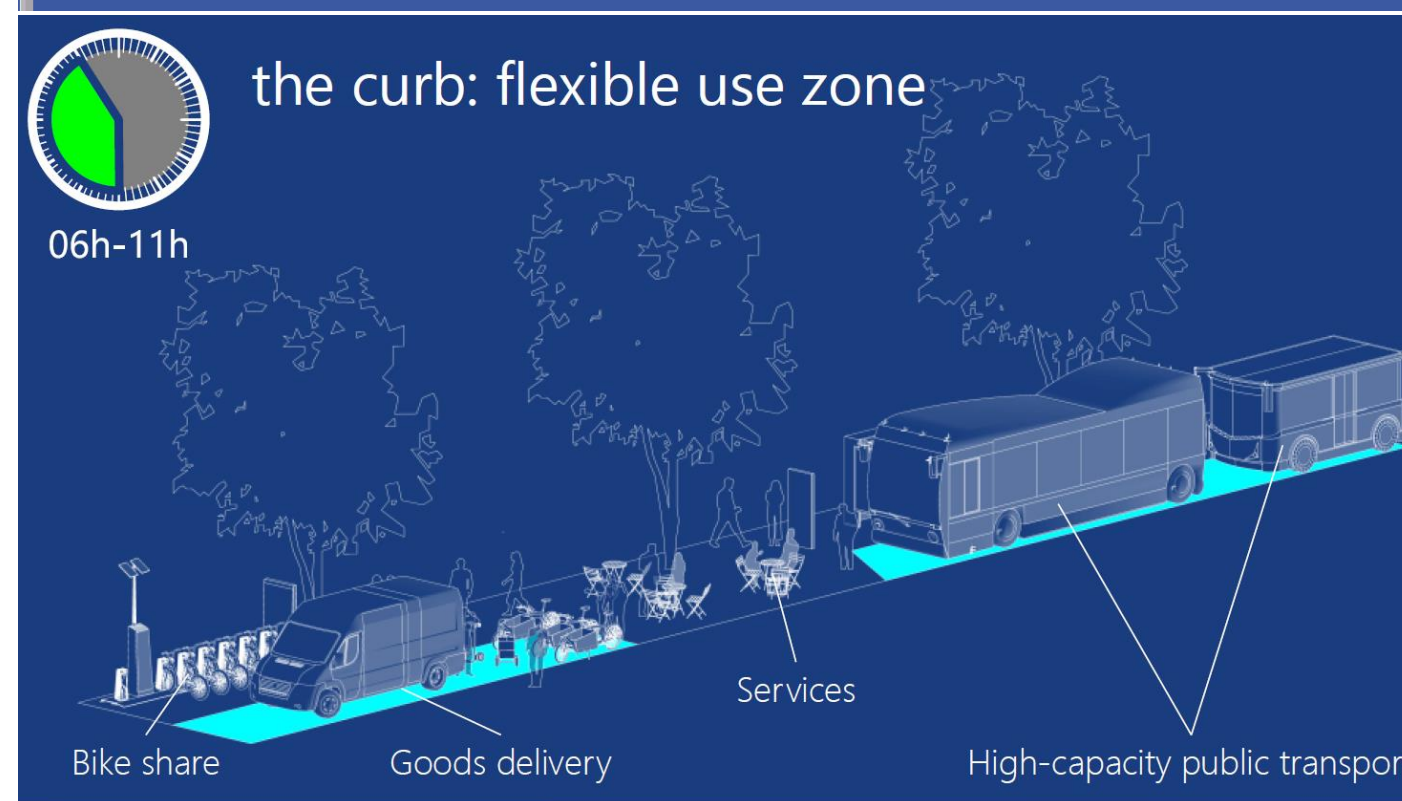 the curb: flexible use zone
06h-11h
Services
Bike share
Goods delivery
High-capacity public transpor